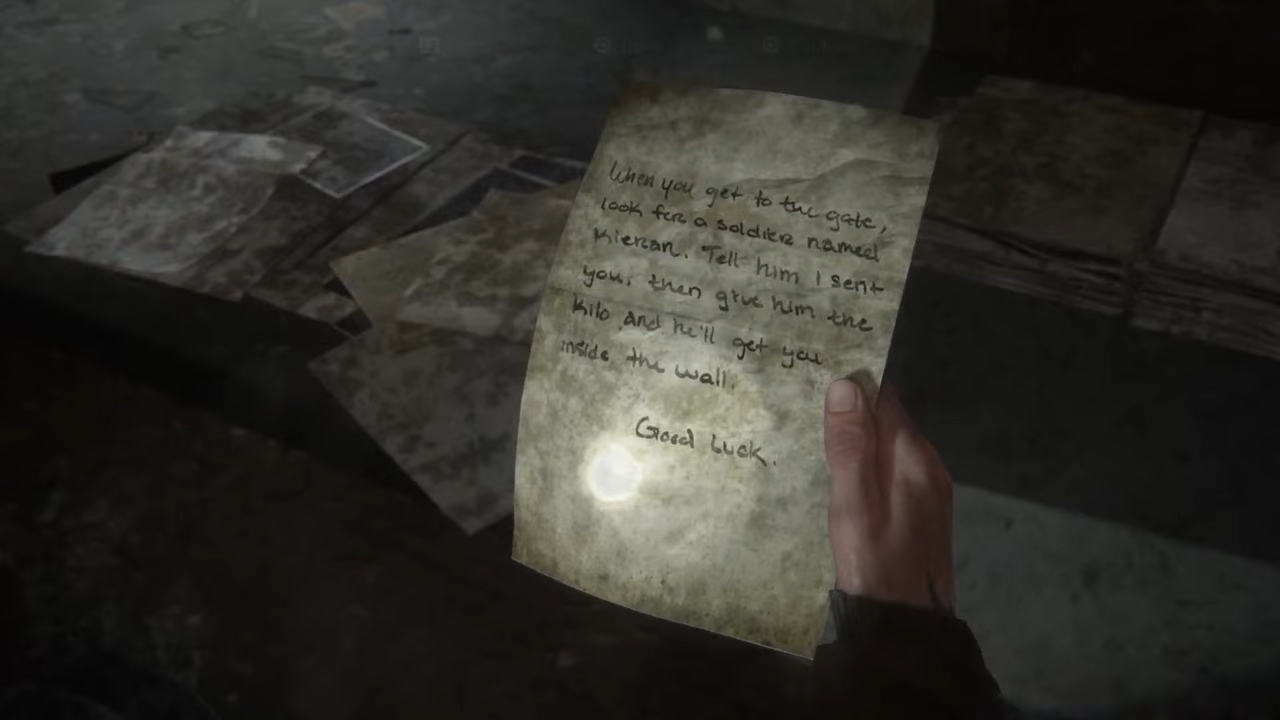 When you get to the gate,
look for a soldier named
Kieran. Tell him I sent
you, then give him the
Kilo and he'll get you
inside the wall.
Good Luck.